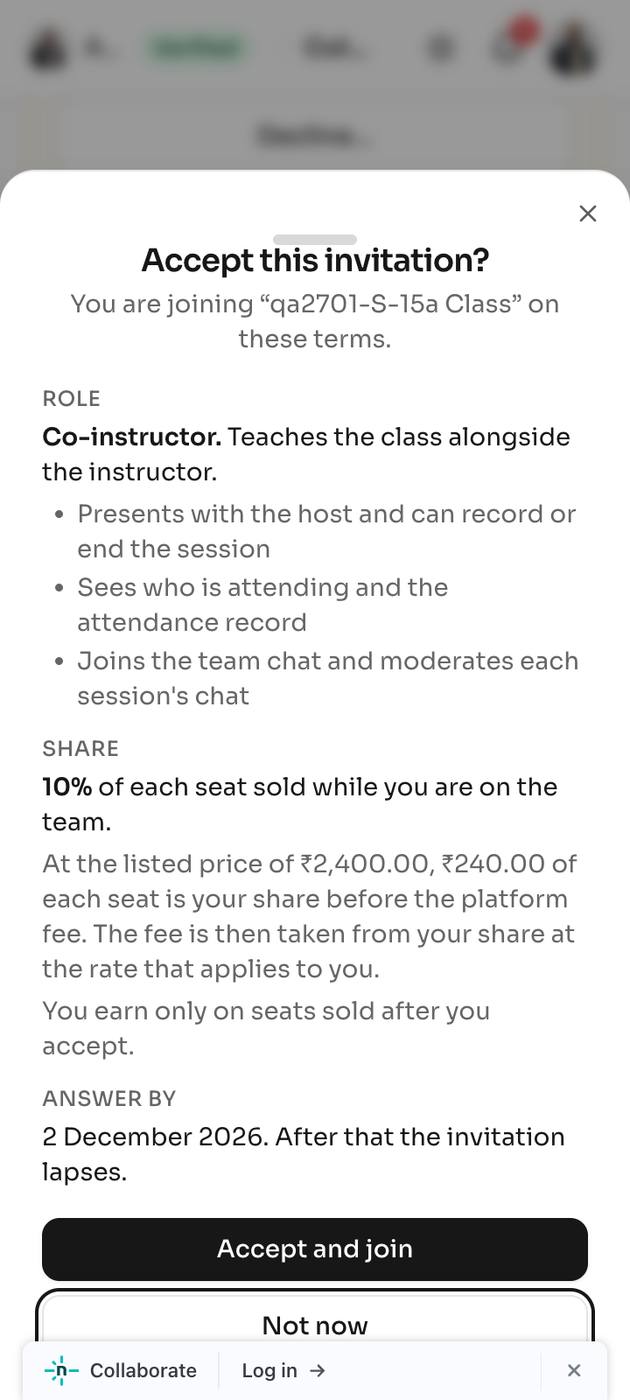 Accept this invitation?
You are joining “qa2701-S-15a Class” on
these terms.
ROLE
Co-instructor. Teaches the class alongside
the instructor.
• Presents with the host and can record or
end the session
• Sees who is attending and the
attendance record
• Joins the team chat and moderates each
session's chat
SHARE
10% of each seat sold while you are on the
team.
At the listed price of ₹2,400.00, ₹240.00 of
each seat is your share before the platform
fee. The fee is then taken from your share at
the rate that applies to you.
You earn only on seats sold after you
accept.
ANSWER BY
2 December 2026. After that the invitation
lapses.
Accept and join
Not now
Collaborate
Log in →